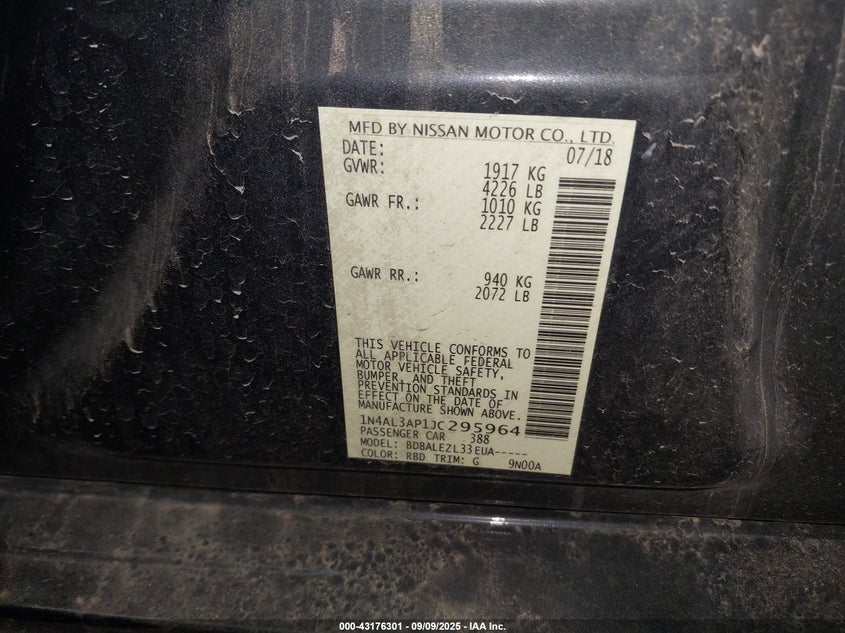 MFD BY NISSAN MOTOR CO., LTD.
DATE: 07/18
GVWR: 1917 KG
4226 LB
GAWR FR.: 1010 KG
2227 LB
GAWR RR.: 940 KG
2072 LB
THIS VEHICLE CONFORMS TO
ALL APPLICABLE FEDERAL
MOTOR VEHICLE SAFETY,
BUMPER, AND THEFT
PREVENTION STANDARDS IN
EFFECT ON THE DATE OF
MANUFACTURE SHOWN ABOVE.
1N4AL3AP1JC295964
PASSENGER CAR 388
MODEL: BDBALEZL33EUA-----
COLOR: RBD TRIM: G 9N00A
000-43176301 - 09/09/2025 - IAA Inc.